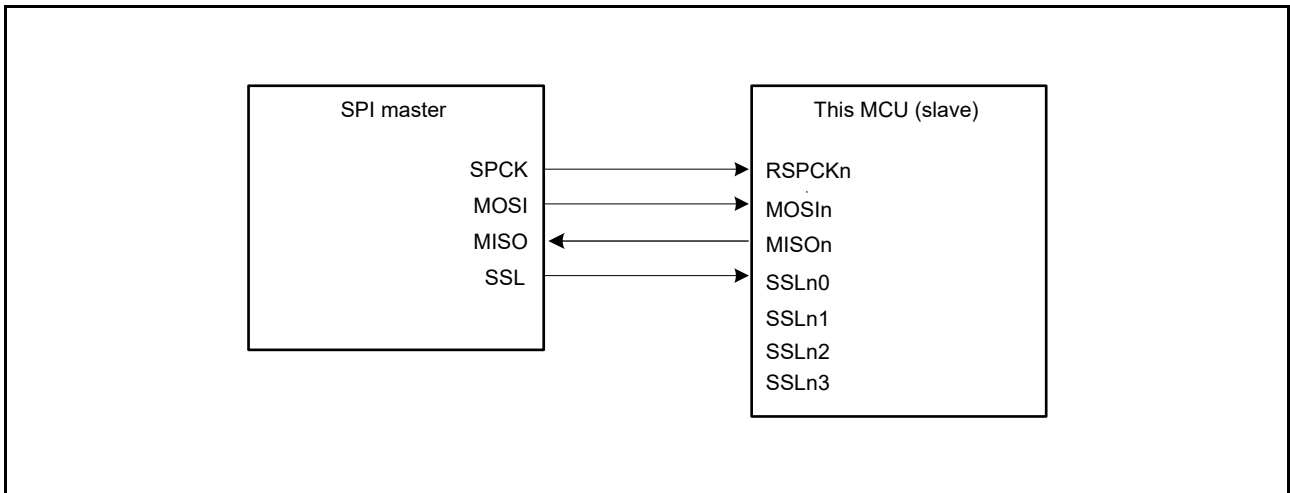 SPI master
SPCK
MOSI
MISO
SSL
This MCU (slave)
RSPCKn
MOSIn
MISOn
SSLn0
SSLn1
SSLn2
SSLn3